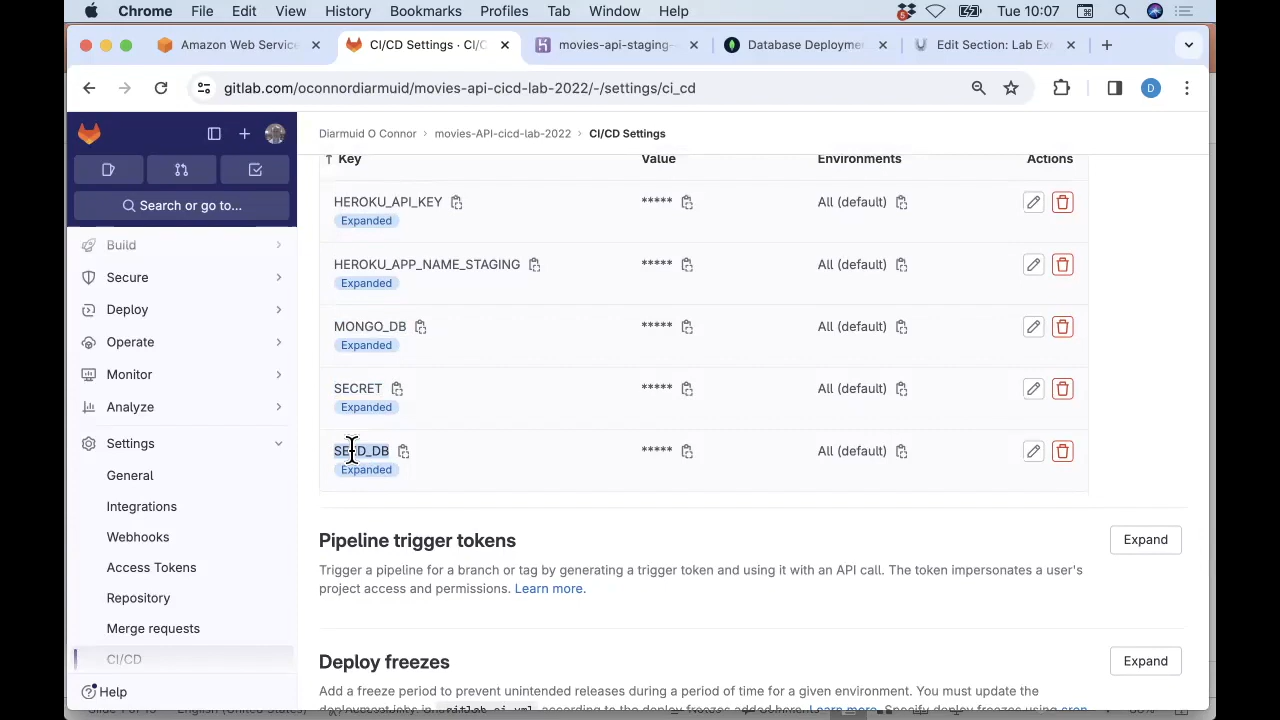 Chrome File Edit View History Bookmarks Profiles Tab Window Help Tue 10:07
Amazon Web Service CI/CD Settings · CI/C movies-api-staging- Database Deployme Edit Section: Lab Ex
gitlab.com/oconnordiarmuid/movies-api-cicd-lab-2022/-/settings/ci_cd D
Diarmuid O Connor › movies-API-cicd-lab-2022 › CI/CD Settings
↑ Key Value Environments Actions
Search or go to...
HEROKU_API_KEY ***** All (default)
Expanded
Build
Secure
HEROKU_APP_NAME_STAGING ***** All (default)
Expanded
Deploy
MONGO_DB ***** All (default)
Expanded
Operate
Monitor
SECRET ***** All (default)
Expanded
Analyze
Settings
SEED_DB ***** All (default)
Expanded
General
Integrations
Webhooks
Access Tokens
Repository
Merge requests
CI/CD
Help
Pipeline trigger tokens Expand
Trigger a pipeline for a branch or tag by generating a trigger token and using it with an API call. The token impersonates a user's
project access and permissions. Learn more.
Deploy freezes Expand
Add a freeze period to prevent unintended releases during a period of time for a given environment. You must update the